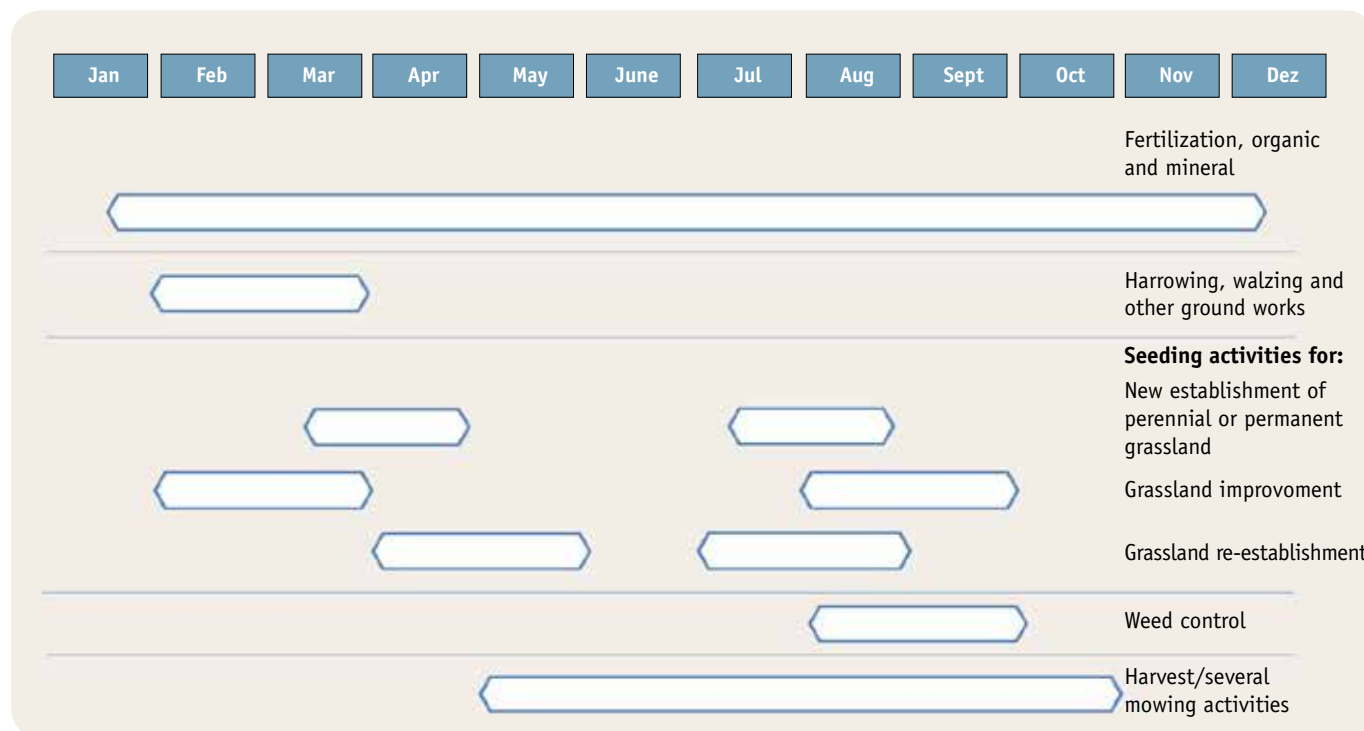 Jan Feb Mar Apr May June Jul Aug Sept Oct Nov Dez
Fertilization, organic
and mineral
Harrowing, walzing and
other ground works
Seeding activities for:
New establishment of
perennial or permanent
grassland
Grassland improvoment
Grassland re-establishment
Weed control
Harvest/several
mowing activities